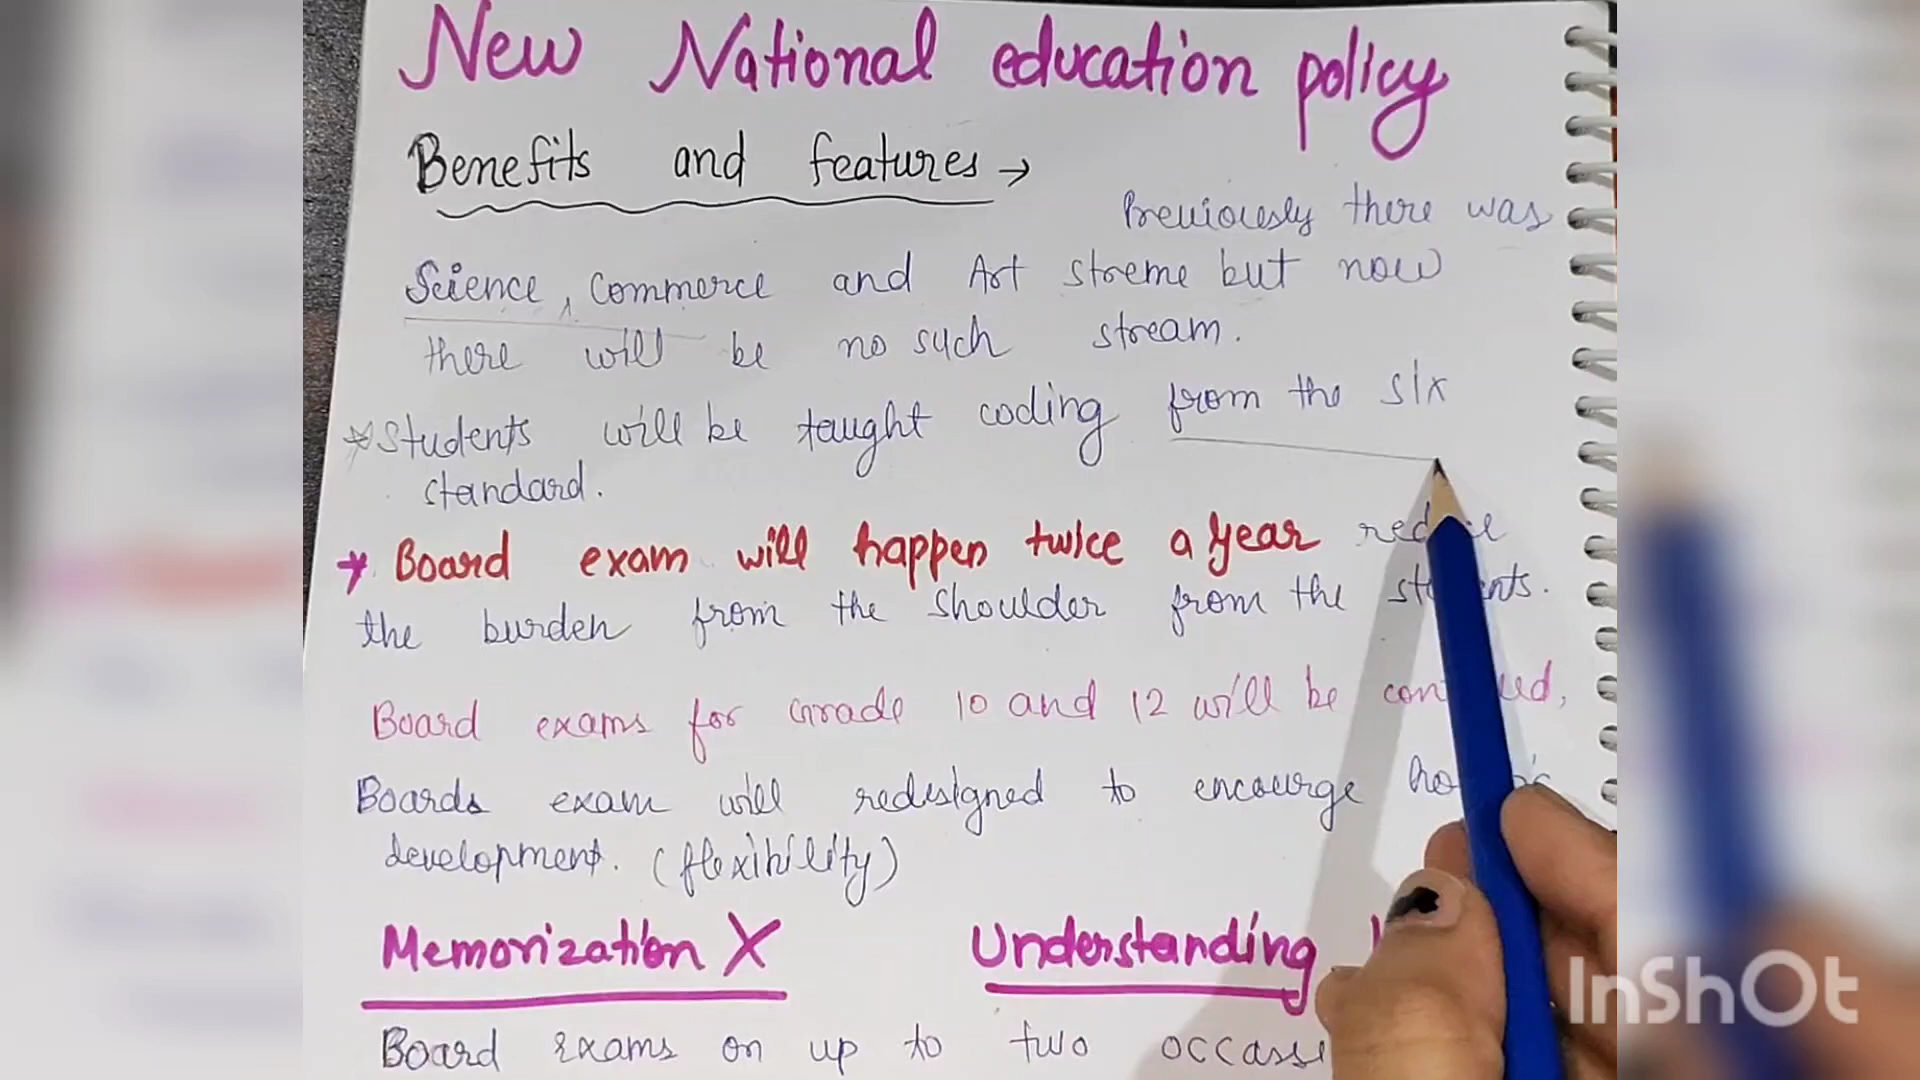 New National education policy
Benefits and features →
Previously there was
Science, Commerce and Art streme but now
there will be no such stream.
* Students will be taught coding from the six
standard.
Board exam will happen twice a year
the burden from the shoulder from the
Board exams for Grade 10 and 12 will be
Boards exam will redesigned to encourge
development. (flexibility)
Memorization X Understanding
Board exams on up to two
InShOt